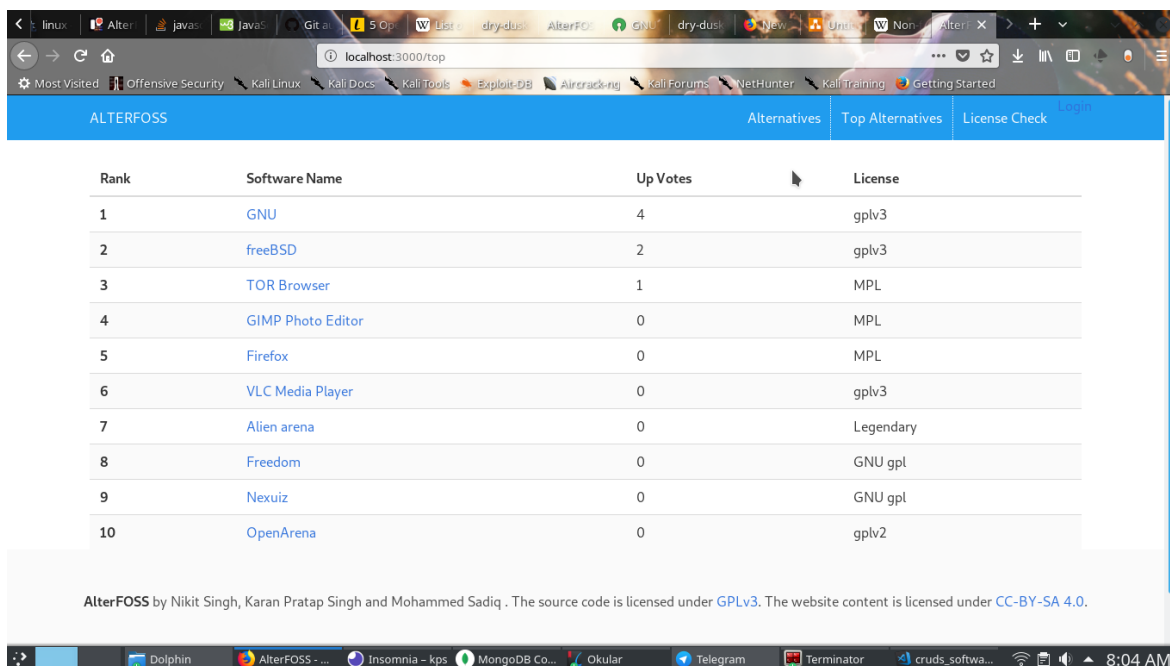 linux Alter javas JavaS Git a 5 Op List dry-dusk AlterFOS GNU dry-dusk New Un Non- Alter
localhost:3000/top
Most Visited Offensive Security Kali Linux Kali Docs Kali Tools Exploit-DB Aircrack-ng Kali Forums NetHunter Kali Training Getting Started
ALTERFOSS Alternatives Top Alternatives License Check Login
Rank Software Name Up Votes License
1 GNU 4 gplv3
2 freeBSD 2 gplv3
3 TOR Browser 1 MPL
4 GIMP Photo Editor 0 MPL
5 Firefox 0 MPL
6 VLC Media Player 0 gplv3
7 Alien arena 0 Legendary
8 Freedom 0 GNU gpl
9 Nexuiz 0 GNU gpl
10 OpenArena 0 gplv2
AlterFOSS by Nikit Singh, Karan Pratap Singh and Mohammed Sadiq . The source code is licensed under GPLv3. The website content is licensed under CC-BY-SA 4.0.
Dolphin AlterFOSS - ... Insomnia – kps MongoDB Co... Okular Telegram Terminator cruds_softwa... 8:04 AM